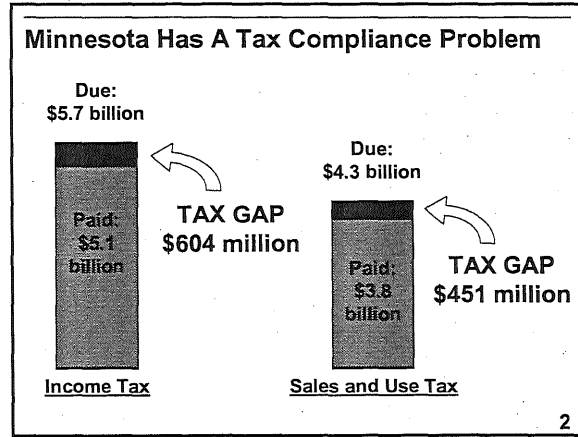 Minnesota Has A Tax Compliance Problem
Due:
$5.7 billion
Paid:
$5.1
billion
TAX GAP
$604 million
Income Tax
Due:
$4.3 billion
Paid:
$3.8
billion
TAX GAP
$451 million
Sales and Use Tax
2